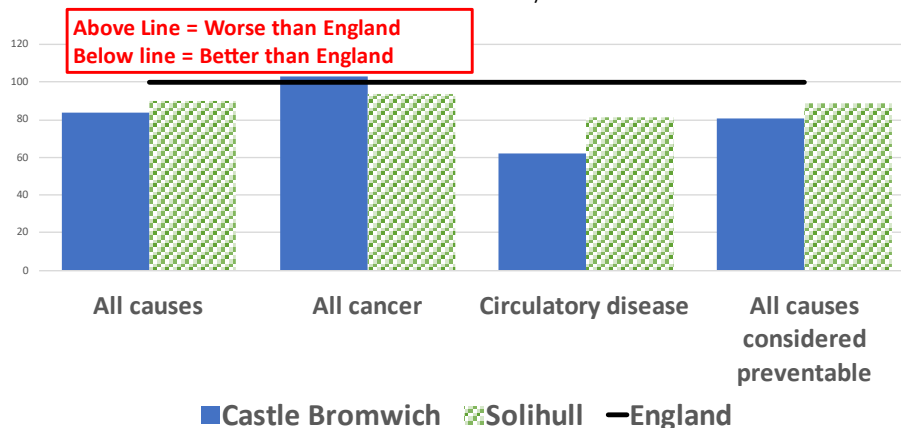 Above Line = Worse than England
Below line = Better than England
120
100
80
60
40
20
0
All causes
All cancer
Circulatory disease
All causes
considered
preventable
Castle Bromwich
Solihull
England